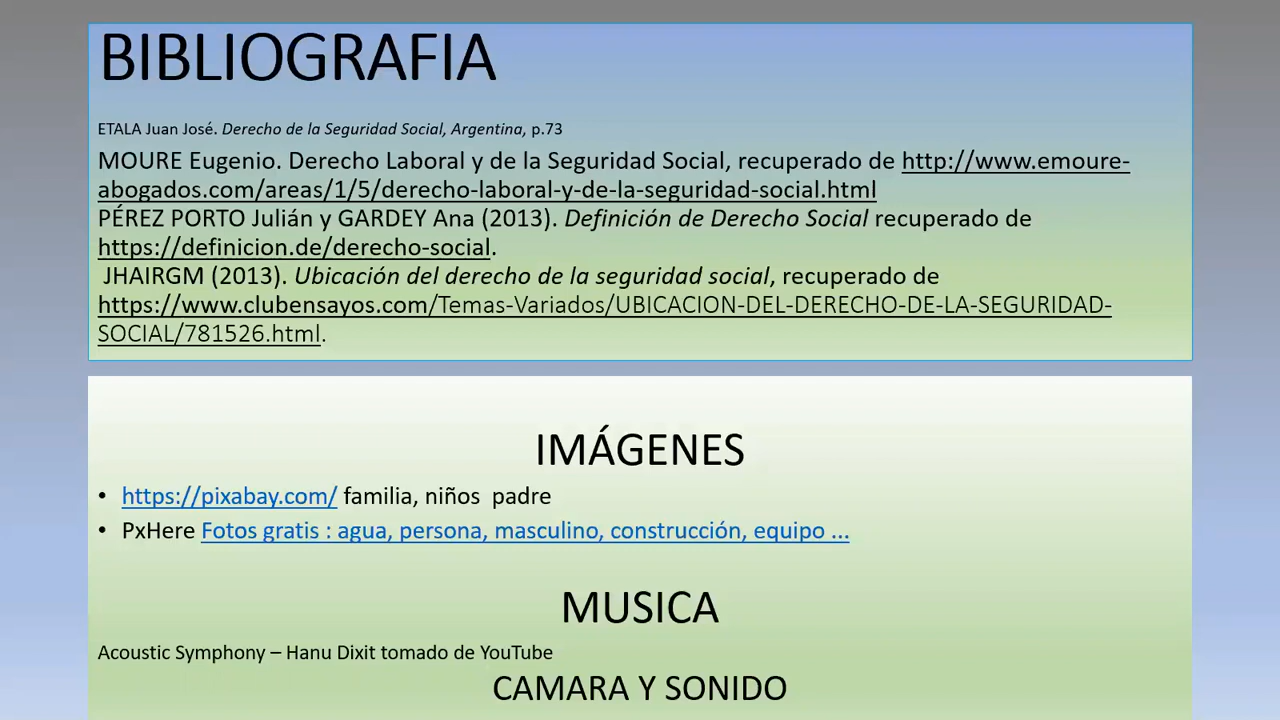 BIBLIOGRAFIA
ETALA Juan José. Derecho de la Seguridad Social, Argentina, p.73
MOURE Eugenio. Derecho Laboral y de la Seguridad Social, recuperado de http://www.emoure-
abogados.com/areas/1/5/derecho-laboral-y-de-la-seguridad-social.html
PÉREZ PORTO Julián y GARDEY Ana (2013). Definición de Derecho Social recuperado de
https://definicion.de/derecho-social.
JHAIRGM (2013). Ubicación del derecho de la seguridad social, recuperado de
https://www.clubensayos.com/Temas-Variados/UBICACION-DEL-DERECHO-DE-LA-SEGURIDAD-
SOCIAL/781526.html.
IMÁGENES
• https://pixabay.com/ familia, niños padre
• PxHere Fotos gratis : agua, persona, masculino, construcción, equipo ...
MUSICA
Acoustic Symphony – Hanu Dixit tomado de YouTube
CAMARA Y SONIDO